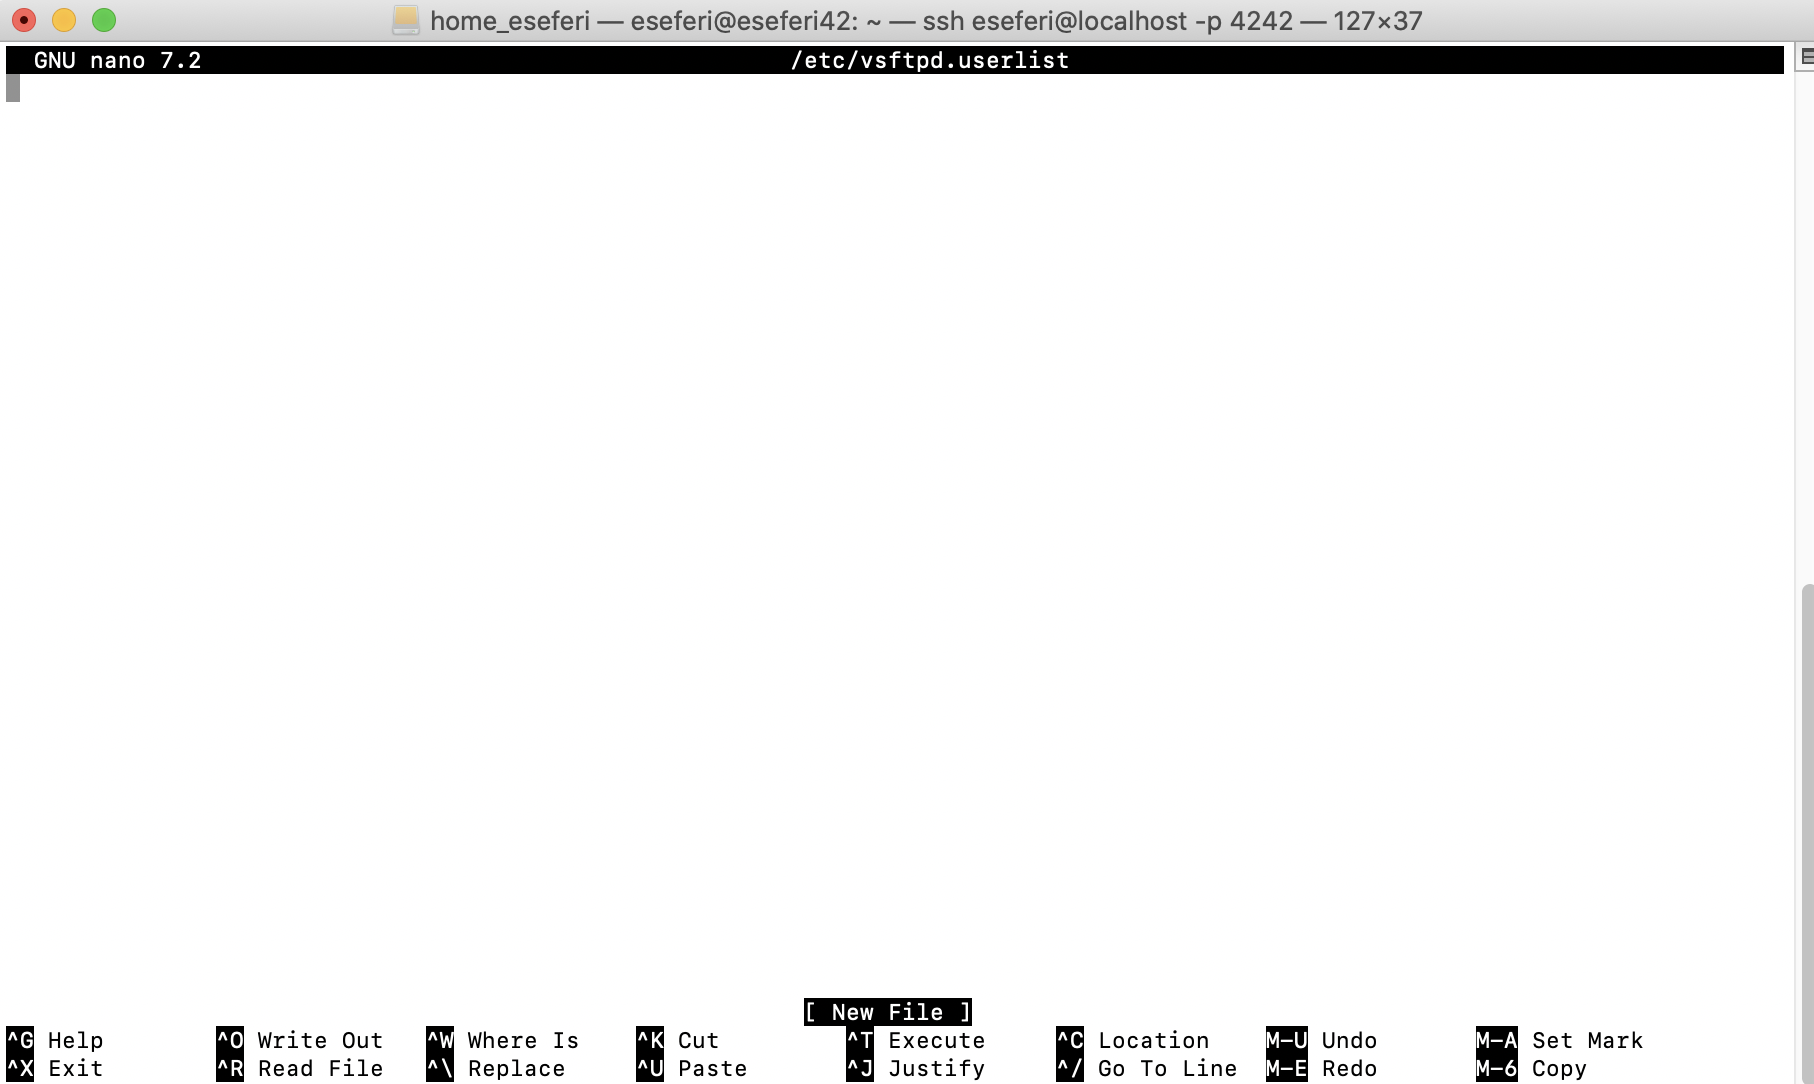 home_eseferi — eseferi@eseferi42: ~ — ssh eseferi@localhost -p 4242 — 127×37
GNU nano 7.2 /etc/vsftpd.userlist
[ New File ]
^G Help ^O Write Out ^W Where Is ^K Cut ^T Execute ^C Location M-U Undo M-A Set Mark
^X Exit ^R Read File ^\ Replace ^U Paste ^J Justify ^/ Go To Line M-E Redo M-6 Copy